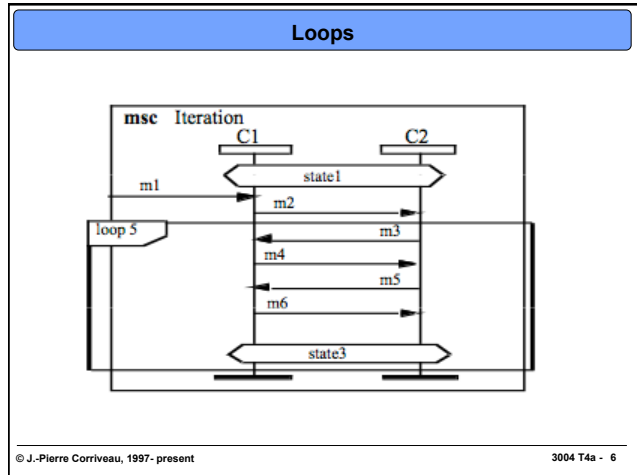 Loops
msc Iteration
C1 C2
state1
m1
m2
loop 5
m3
m4
m5
m6
state3
© J.-Pierre Corriveau, 1997- present 3004 T4a - 6